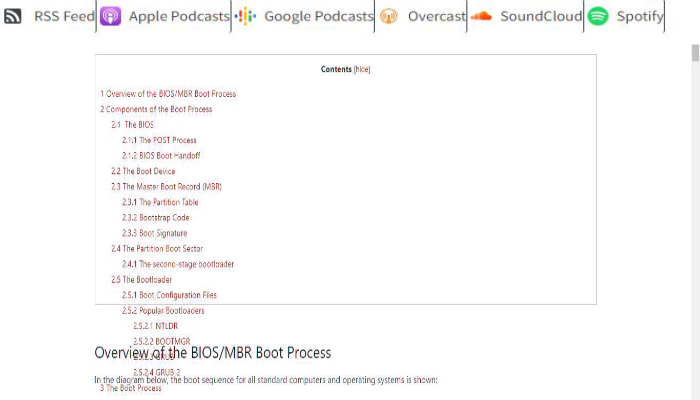 RSS Feed Apple Podcasts Google Podcasts Overcast SoundCloud Spotify
Contents [hide]
1 Overview of the BIOS/MBR Boot Process
2 Components of the Boot Process
2.1 The BIOS
2.1.1 The POST Process
2.1.2 BIOS Boot Handoff
2.2 The Boot Device
2.3 The Master Boot Record (MBR)
2.3.1 The Partition Table
2.3.2 Bootstrap Code
2.3.3 Boot Signature
2.4 The Partition Boot Sector
2.4.1 The second-stage bootloader
2.5 The Bootloader
2.5.1 Boot Configuration Files
2.5.2 Popular Bootloaders
2.5.2.1 NTLDR
2.5.2.2 BOOTMGR
Overview of the BIOS/MBR Boot Process
2.5.2.3 GRUB
2.5.2.4 GRUB 2
In the diagram below, the boot sequence for all standard computers and operating systems is shown:
3 The Boot Process